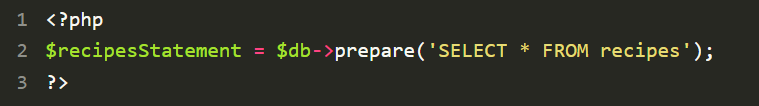 1 <?php
2 $recipesStatement = $db->prepare('SELECT * FROM recipes');
3 ?>